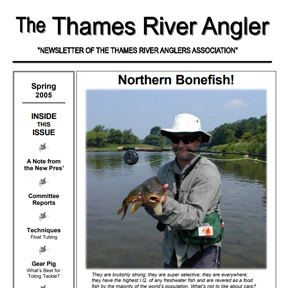 The Thames River Angler
"NEWSLETTER OF THE THAMES RIVER ANGLERS ASSOCIATION"
Spring
2005
INSIDE
THIS
ISSUE
A Note from
the New Pres'
Committee
Reports
Techniques
Float Tubing
Gear Pig
What's Best for
Toting Tackle?
Northern Bonefish!
They are brutishly strong; they are super selective; they are everywhere;
they have the highest I.Q. of any freshwater fish and are revered as a food
fish by the majority of the world's population. What's not to like about carp?